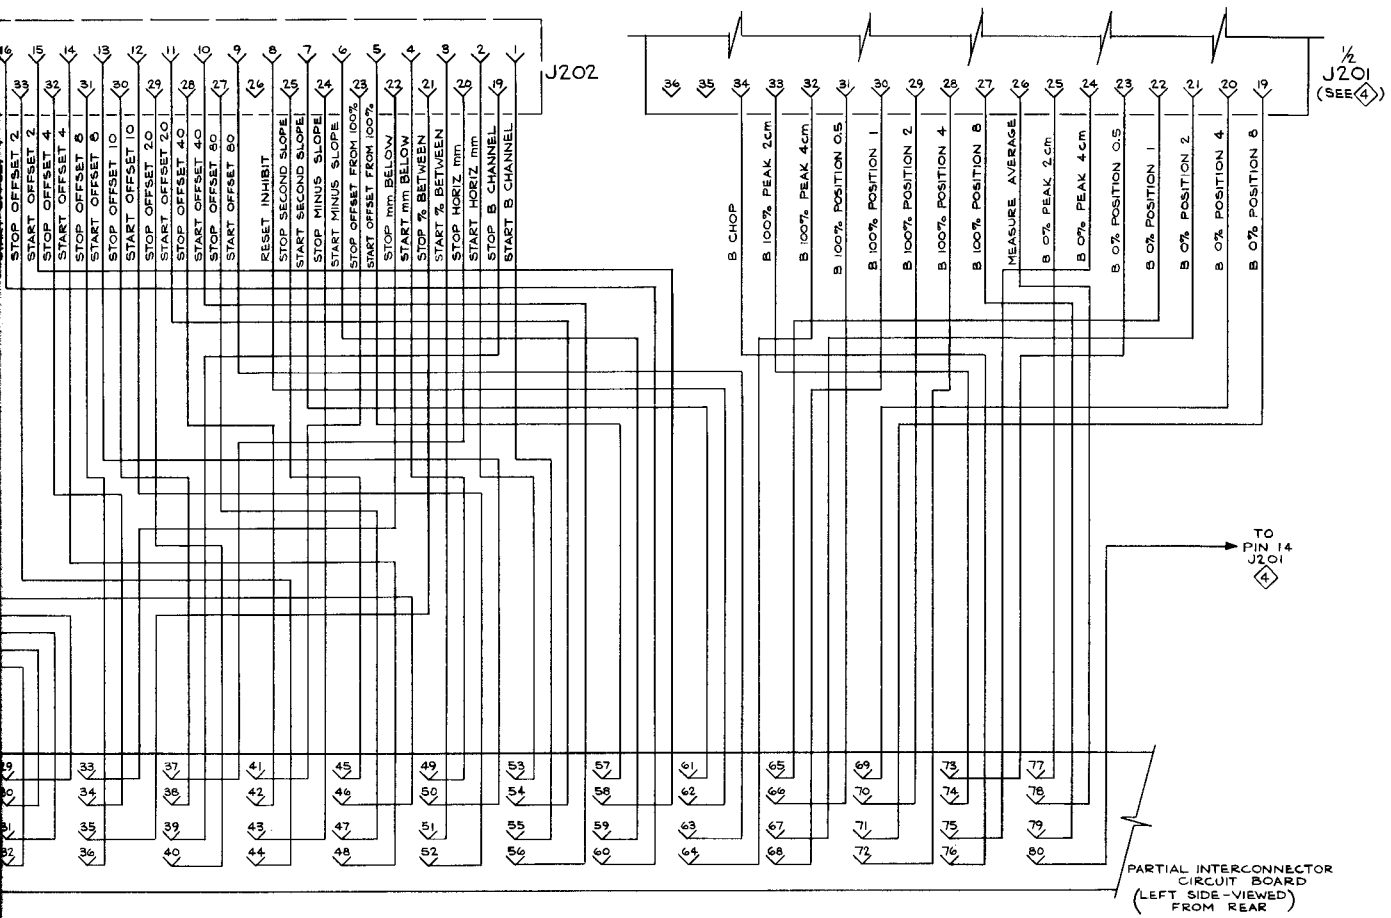 16 15 14 13 12 11 10 9 8 7 6 5 4 3 2 1
J202
33 32 31 30 29 28 27 26 25 24 23 22 21 20 19
STOP OFFSET 2
START OFFSET 2
STOP OFFSET 4
START OFFSET 4
STOP OFFSET 8
START OFFSET 8
STOP OFFSET 10
START OFFSET 10
STOP OFFSET 20
START OFFSET 20
STOP OFFSET 40
START OFFSET 40
STOP OFFSET 80
START OFFSET 80
RESET INHIBIT
STOP SECOND SLOPE
START SECOND SLOPE
STOP MINUS SLOPE
START MINUS SLOPE
STOP OFFSET FROM 100%
START OFFSET FROM 100%
STOP mm BELOW
START mm BELOW
STOP % BETWEEN
START % BETWEEN
STOP HORIZ mm
START HORIZ mm
STOP B CHANNEL
START B CHANNEL
1/2
J201
(SEE 4)
36 35 34 33 32 31 30 29 28 27 26 25 24 23 22 21 20 19
B CHOP
B 100% PEAK 2cm
B 100% PEAK 4cm
B 100% POSITION 0.5
B 100% POSITION 1
B 100% POSITION 2
B 100% POSITION 4
B 100% POSITION 8
MEASURE AVERAGE
B 0% PEAK 2cm
B 0% PEAK 4cm
B 0% POSITION 0.5
B 0% POSITION 1
B 0% POSITION 2
B 0% POSITION 4
B 0% POSITION 8
TO
PIN 14
J201
4
29 33 37 41 45 49 53 57 61 65 69 73 77
30 34 38 42 46 50 54 58 62 66 70 74 78
31 35 39 43 47 51 55 59 63 67 71 75 79
32 36 40 44 48 52 56 60 64 68 72 76 80
PARTIAL INTERCONNECTOR
CIRCUIT BOARD
(LEFT SIDE-VIEWED)
FROM REAR